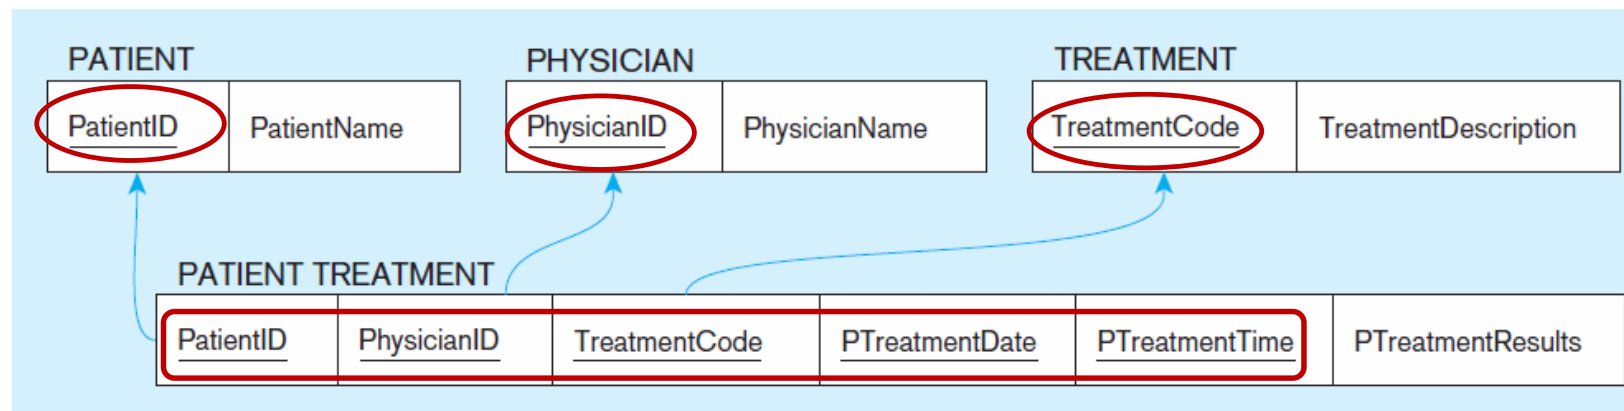 PATIENT
PHYSICIAN
TREATMENT
PatientID PatientName
PhysicianID PhysicianName
TreatmentCode TreatmentDescription
PATIENT TREATMENT
PatientID PhysicianID TreatmentCode PTreatmentDate PTreatmentTime PTreatmentResults